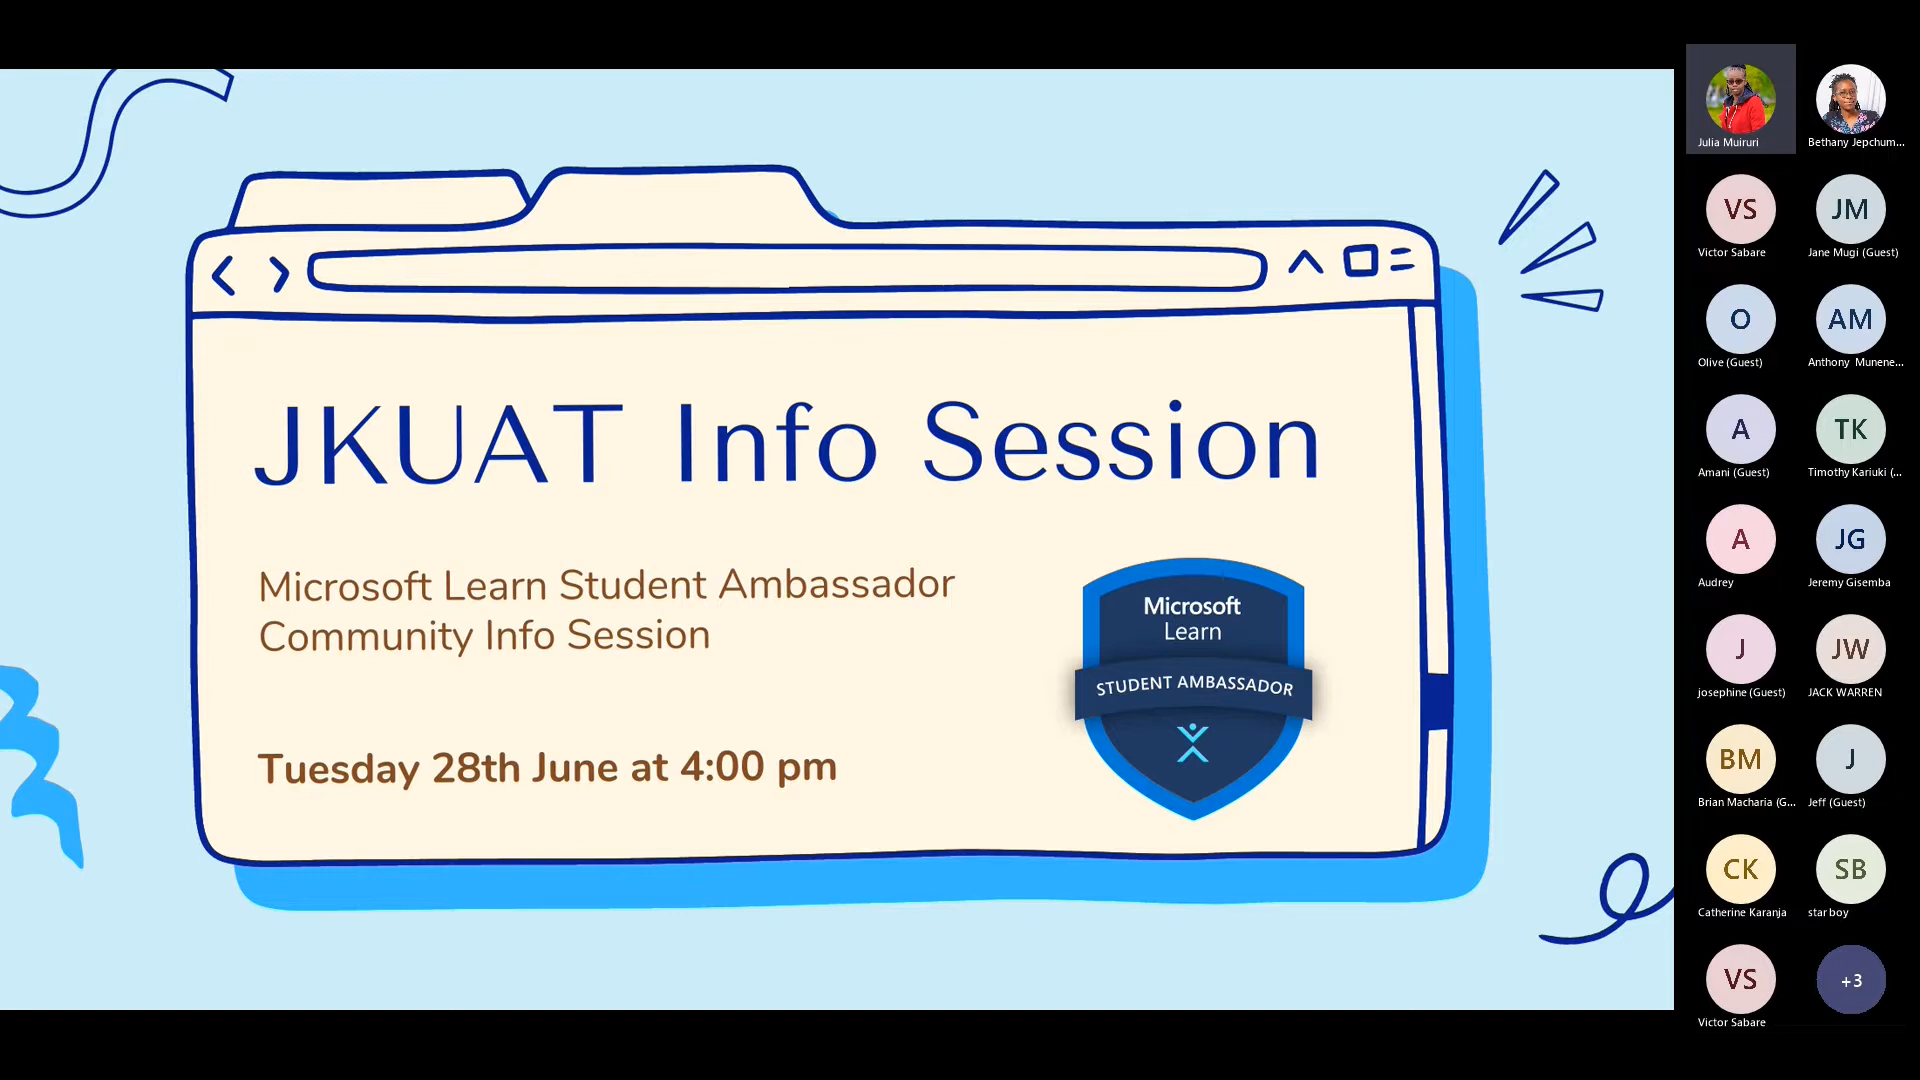 JKUAT Info Session
Microsoft Learn Student Ambassador
Community Info Session
Tuesday 28th June at 4:00 pm
Microsoft
Learn
STUDENT AMBASSADOR
Julia Muiruri
Bethany Jepchum...
VS
Victor Sabare
JM
Jane Mugi (Guest)
O
Olive (Guest)
AM
Anthony Munene...
A
Amani (Guest)
TK
Timothy Kariuki (...
A
Audrey
JG
Jeremy Gisemba
J
josephine (Guest)
JW
JACK WARREN
BM
Brian Macharia (G...
J
Jeff (Guest)
CK
Catherine Karanja
SB
star boy
VS
Victor Sabare
+3